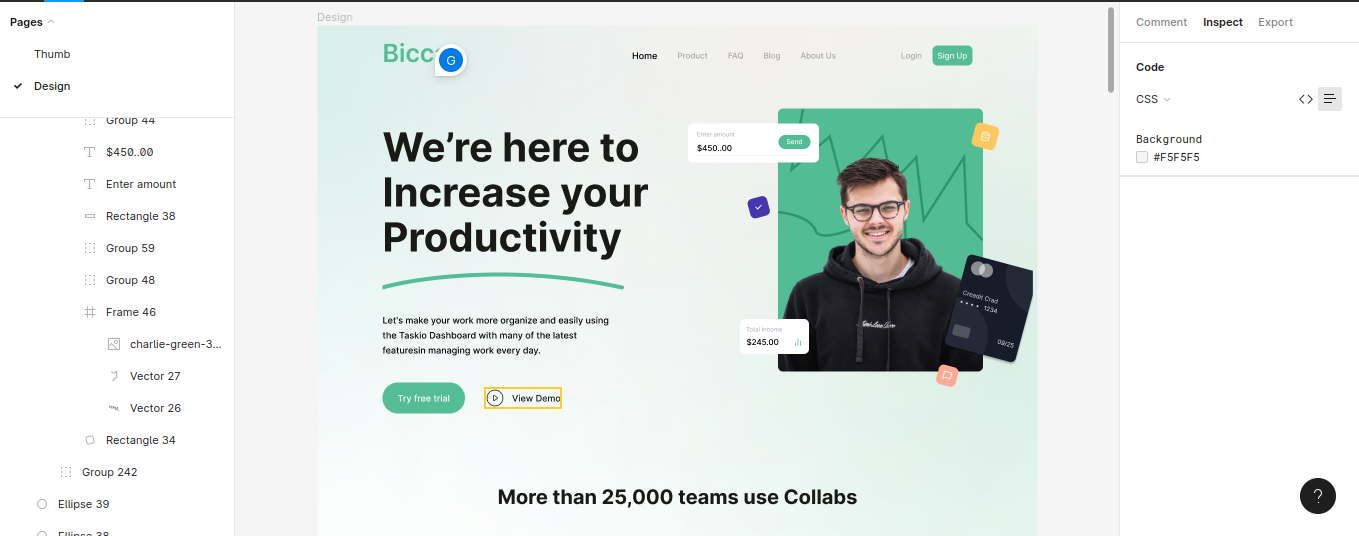 Pages
Thumb
Design
Group 44
$450..00
Enter amount
Rectangle 38
Group 59
Group 48
Frame 46
charlie-green-3...
Vector 27
Vector 26
Rectangle 34
Group 242
Ellipse 39
Ellipse 38
Design
G
Home Product FAQ Blog About Us Login Sign Up
We’re here to
Increase your
Productivity
Let's make your work more organize and easily using
the Taskio Dashboard with many of the latest
featuresin managing work every day.
Try free trial View Demo
Enter amount
$450..00
Send
Creadit Crad
1234
09/25
Total Income
$245.00
More than 25,000 teams use Collabs
Comment Inspect Export
Code
CSS
Background
#F5F5F5
?